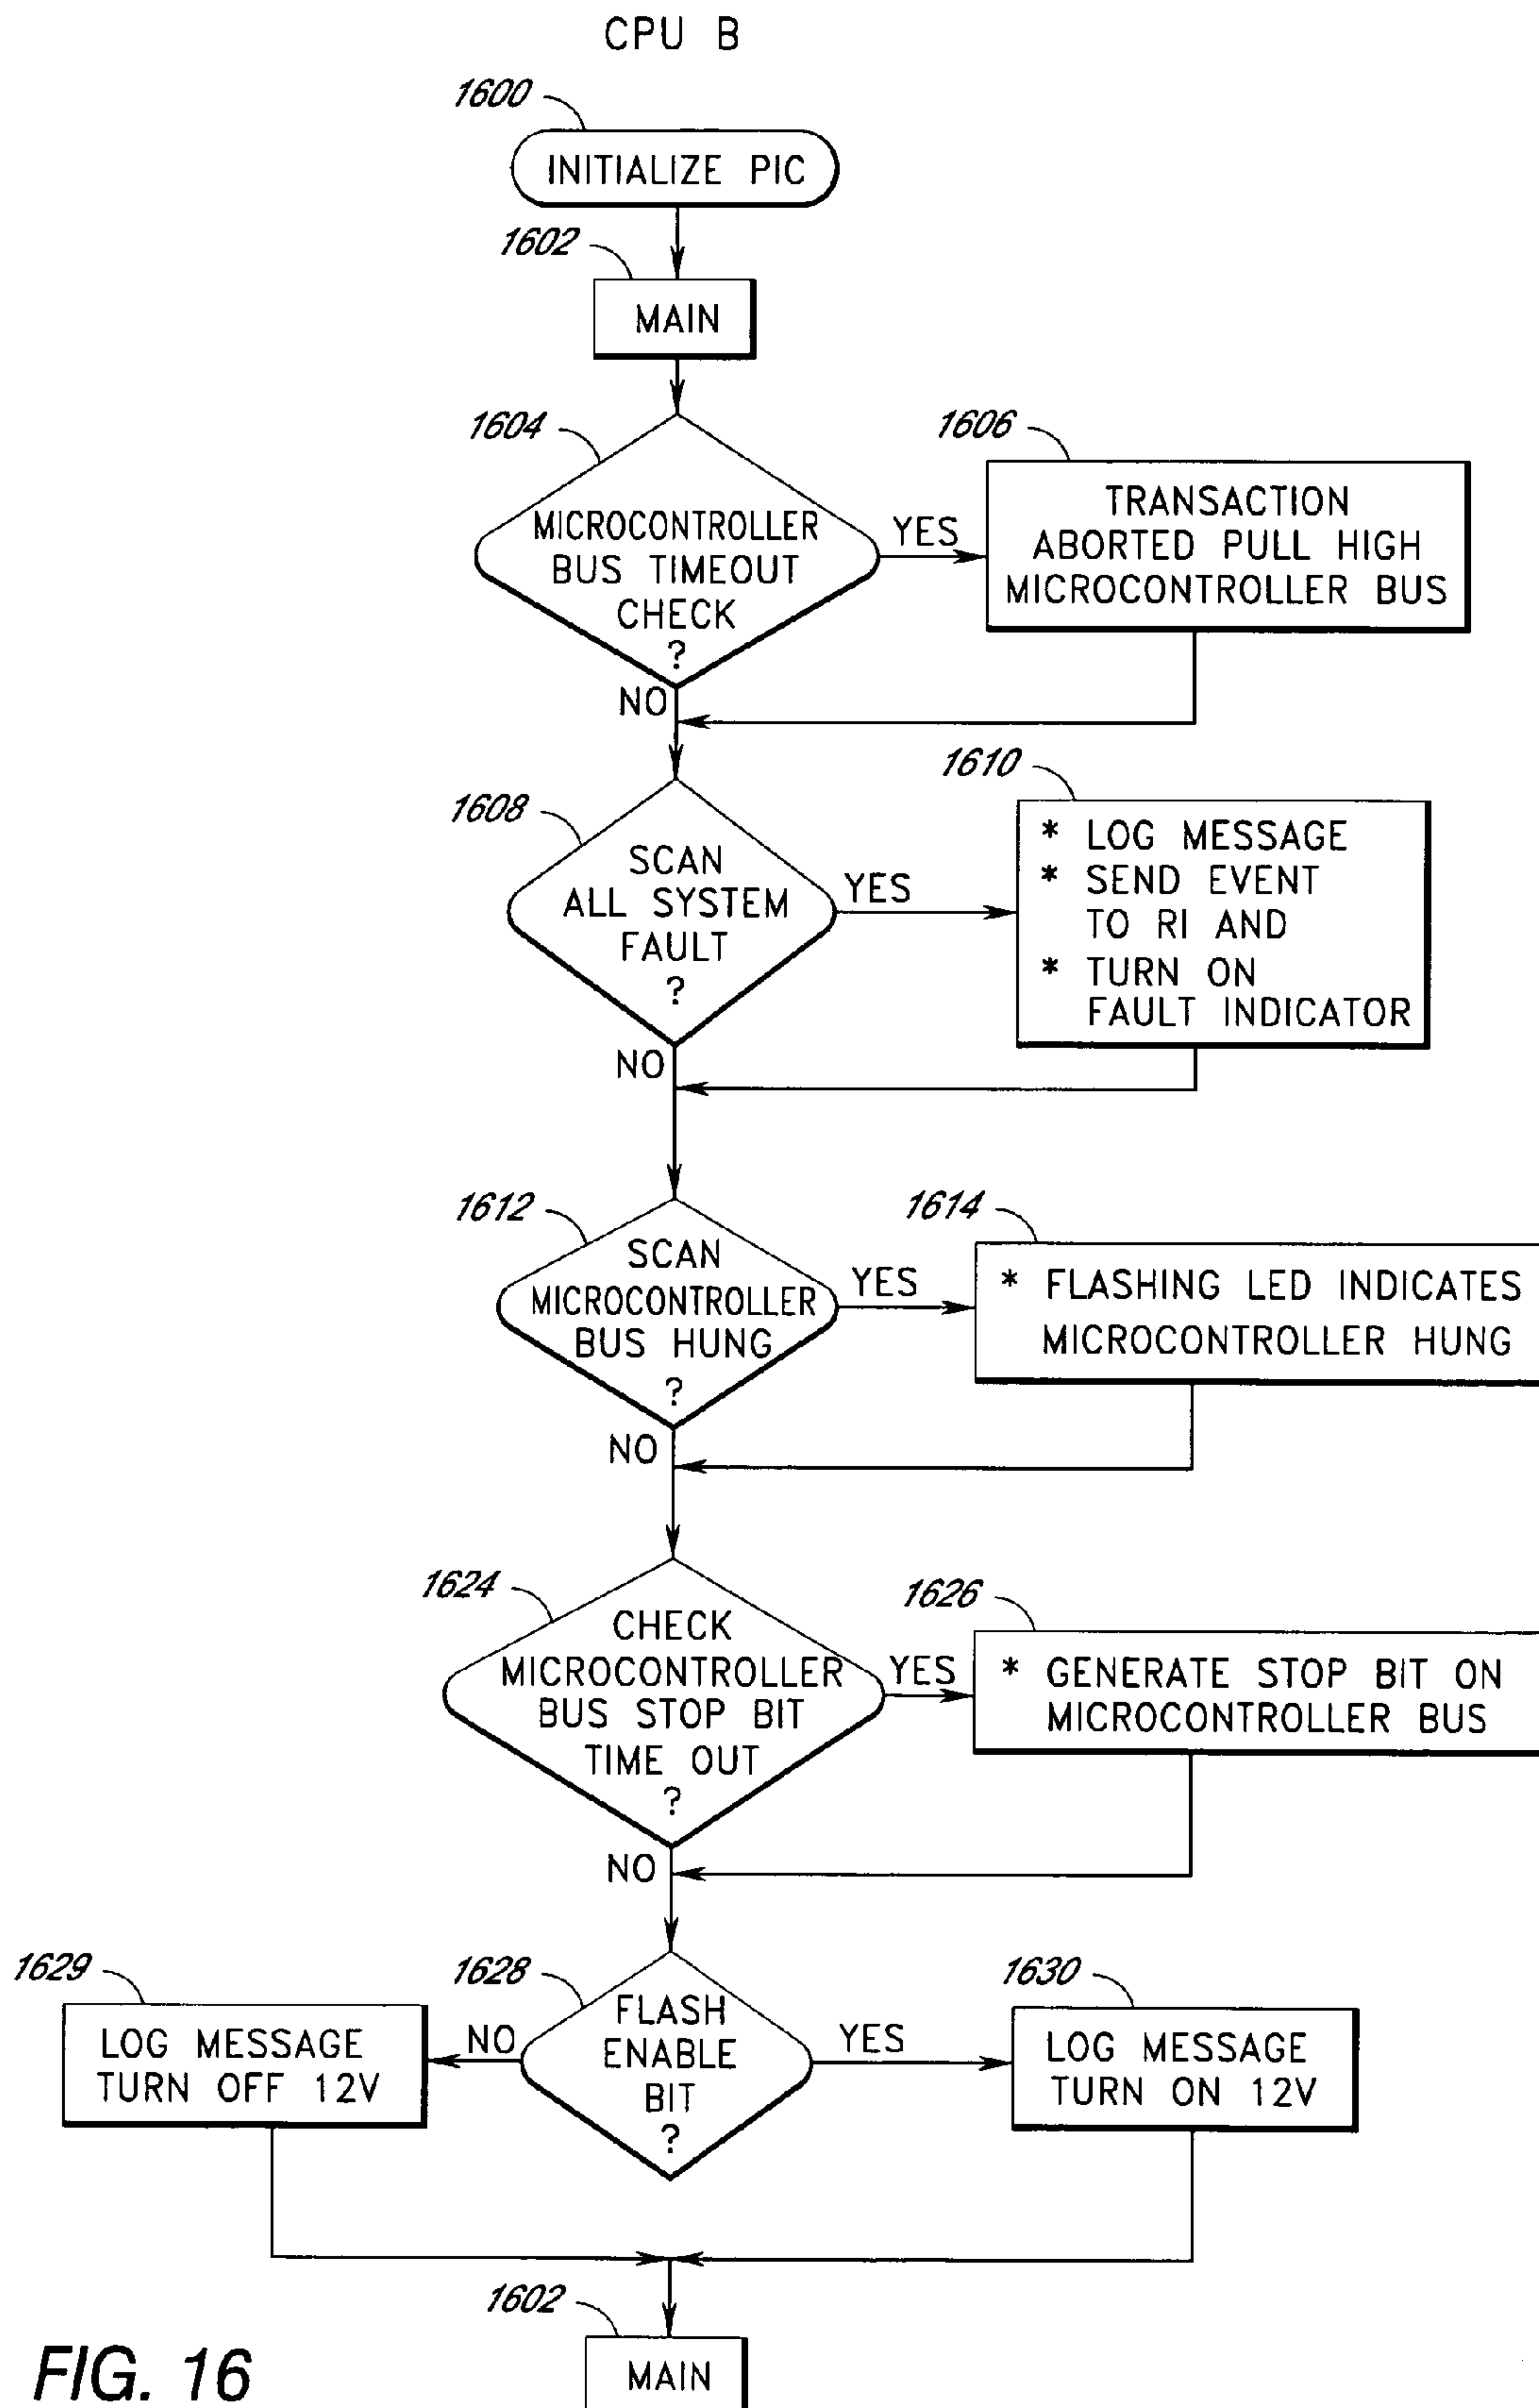 CPU B
1600
INITIALIZE PIC
1602
MAIN
1604
MICROCONTROLLER
BUS TIMEOUT
CHECK
?
YES
1606
TRANSACTION
ABORTED PULL HIGH
MICROCONTROLLER BUS
NO
1608
SCAN
ALL SYSTEM
FAULT
?
YES
1610
* LOG MESSAGE
* SEND EVENT
TO RI AND
* TURN ON
FAULT INDICATOR
NO
1612
SCAN
MICROCONTROLLER
BUS HUNG
?
YES
1614
* FLASHING LED INDICATES
MICROCONTROLLER HUNG
NO
1624
CHECK
MICROCONTROLLER
BUS STOP BIT
TIME OUT
?
YES
1626
* GENERATE STOP BIT ON
MICROCONTROLLER BUS
NO
1628
FLASH
ENABLE
BIT
?
NO
1629
LOG MESSAGE
TURN OFF 12V
YES
1630
LOG MESSAGE
TURN ON 12V
1602
MAIN
FIG. 16